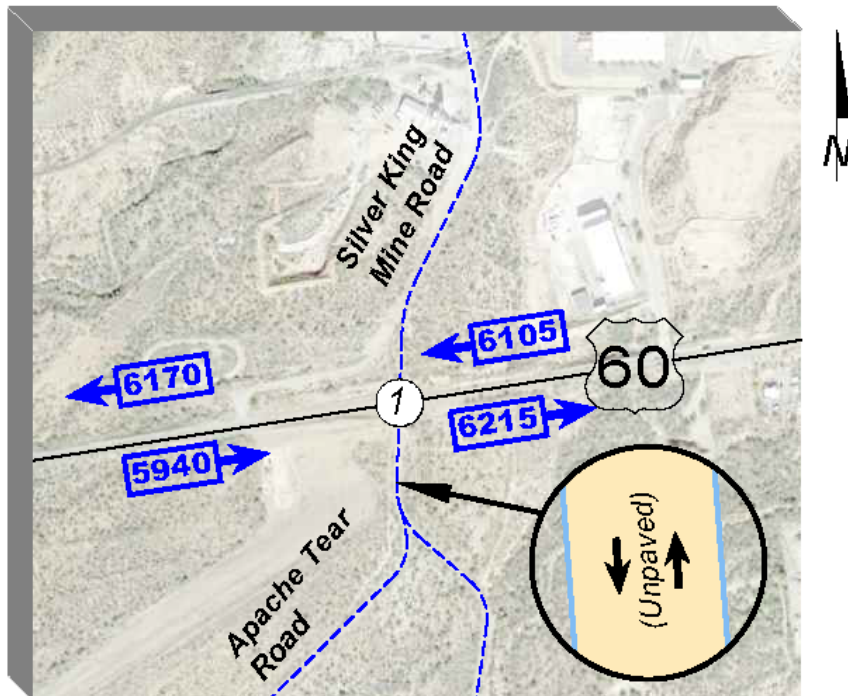 Silver King
Mine Road
N
6105
6170
60
1
6215
5940
(Unpaved)
Apache Tear
Road